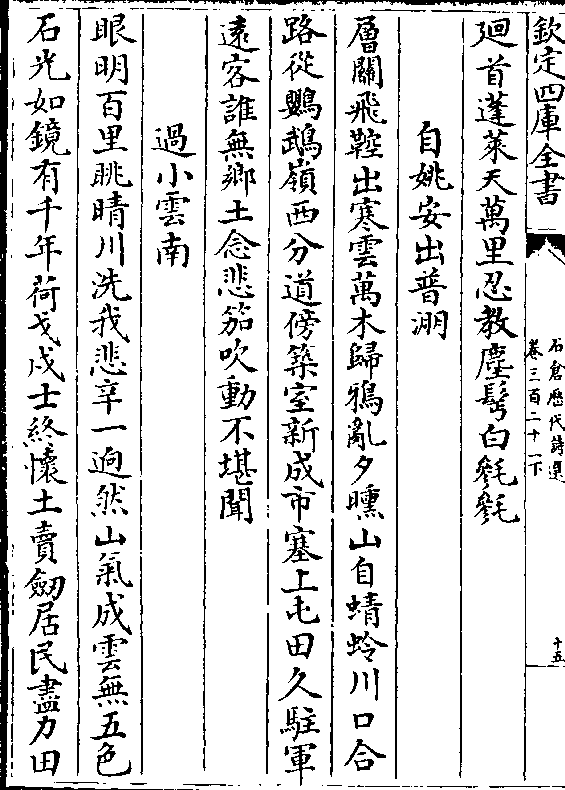 欽定四庫全書
石倉歷代詩選
卷三百二十一下
十五
廻首蓬萊天萬里忍教塵鬂白毿毿
自姚安出普淜
層關飛鞚出寒雲萬木歸鴉亂夕曛山自蜻蛉川口合
路從鸚鵡嶺西分道傍築室新成市塞上屯田久駐軍
遠客誰無鄉土念悲笳吹動不堪聞
過小雲南
眼明百里眺晴川洗我悲辛一逈然山氣成雲無五色
石光如鏡有千年荷戈戍士終懷土賣劒居民盡力田